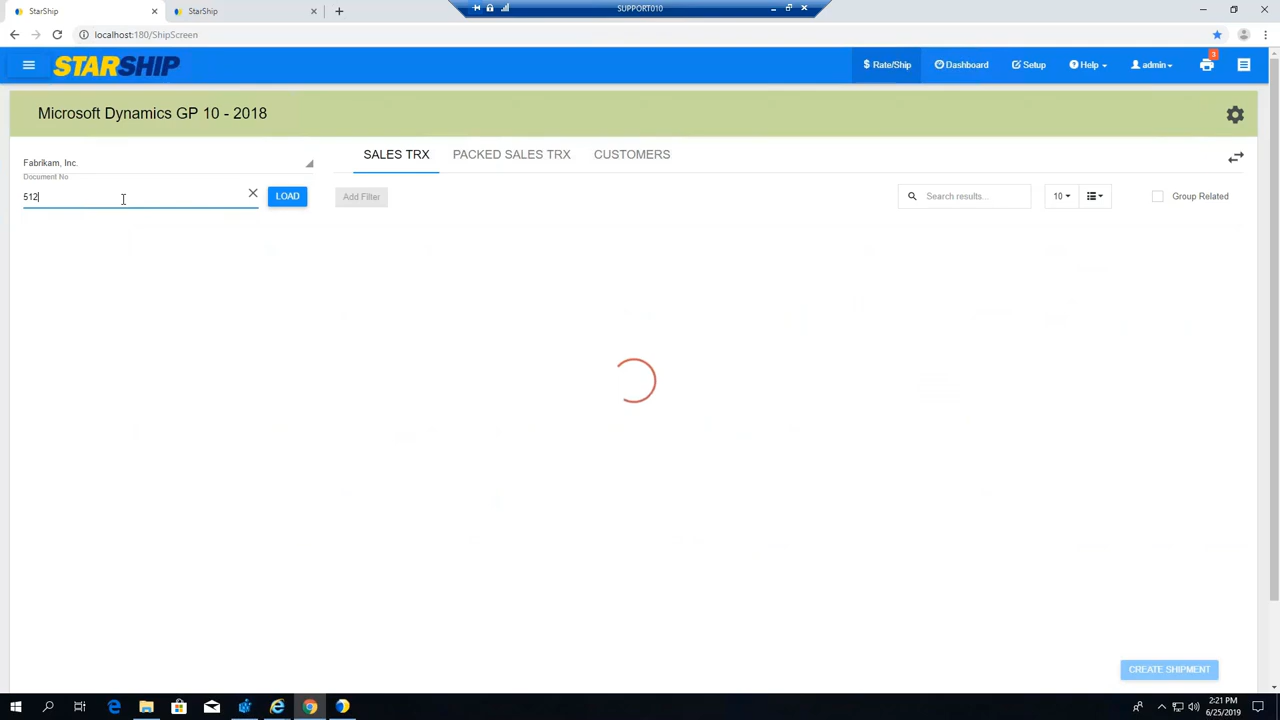 StarShip
StarShip
SUPPORT010
localhost:180/ShipScreen
STARSHIP
$ Rate/Ship
Dashboard
Setup
Help
admin
3
Microsoft Dynamics GP 10 - 2018
Fabrikam, Inc.
SALES TRX
PACKED SALES TRX
CUSTOMERS
Document No
512
LOAD
Add Filter
Search results...
10
Group Related
CREATE SHIPMENT
2:21 PM
6/25/2019